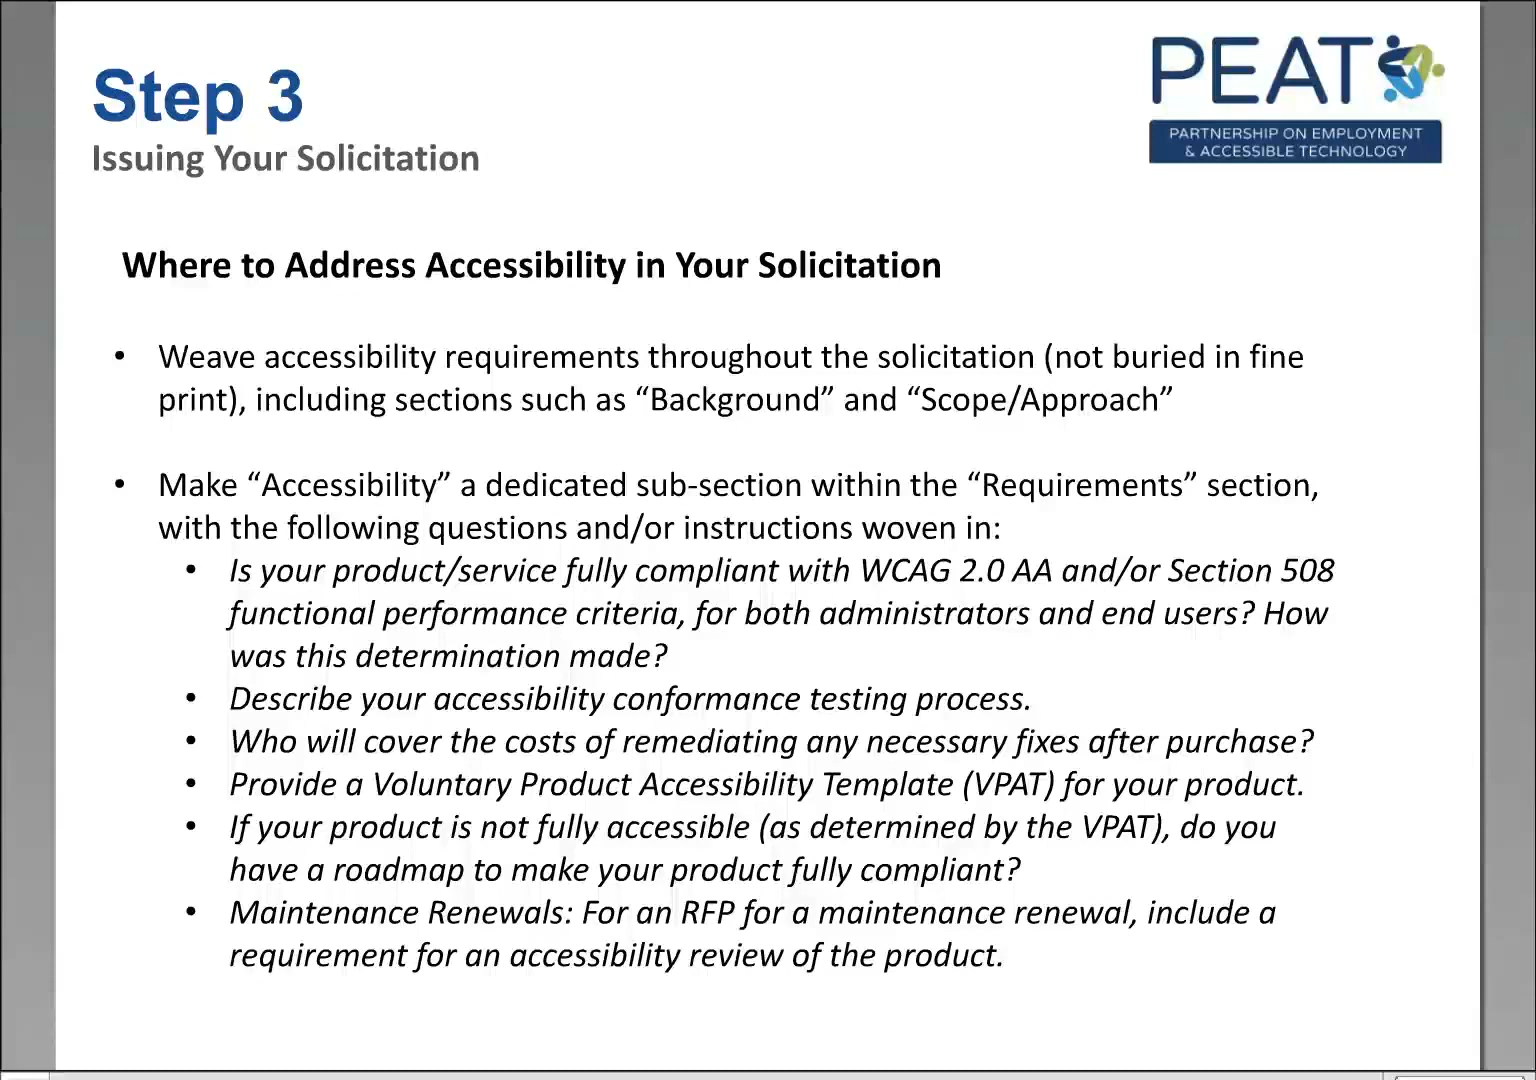 Step 3
Issuing Your Solicitation
PEAT
PARTNERSHIP ON EMPLOYMENT
& ACCESSIBLE TECHNOLOGY
Where to Address Accessibility in Your Solicitation
• Weave accessibility requirements throughout the solicitation (not buried in fine
print), including sections such as “Background” and “Scope/Approach”
• Make “Accessibility” a dedicated sub-section within the “Requirements” section,
with the following questions and/or instructions woven in:
• Is your product/service fully compliant with WCAG 2.0 AA and/or Section 508
functional performance criteria, for both administrators and end users? How
was this determination made?
• Describe your accessibility conformance testing process.
• Who will cover the costs of remediating any necessary fixes after purchase?
• Provide a Voluntary Product Accessibility Template (VPAT) for your product.
• If your product is not fully accessible (as determined by the VPAT), do you
have a roadmap to make your product fully compliant?
• Maintenance Renewals: For an RFP for a maintenance renewal, include a
requirement for an accessibility review of the product.